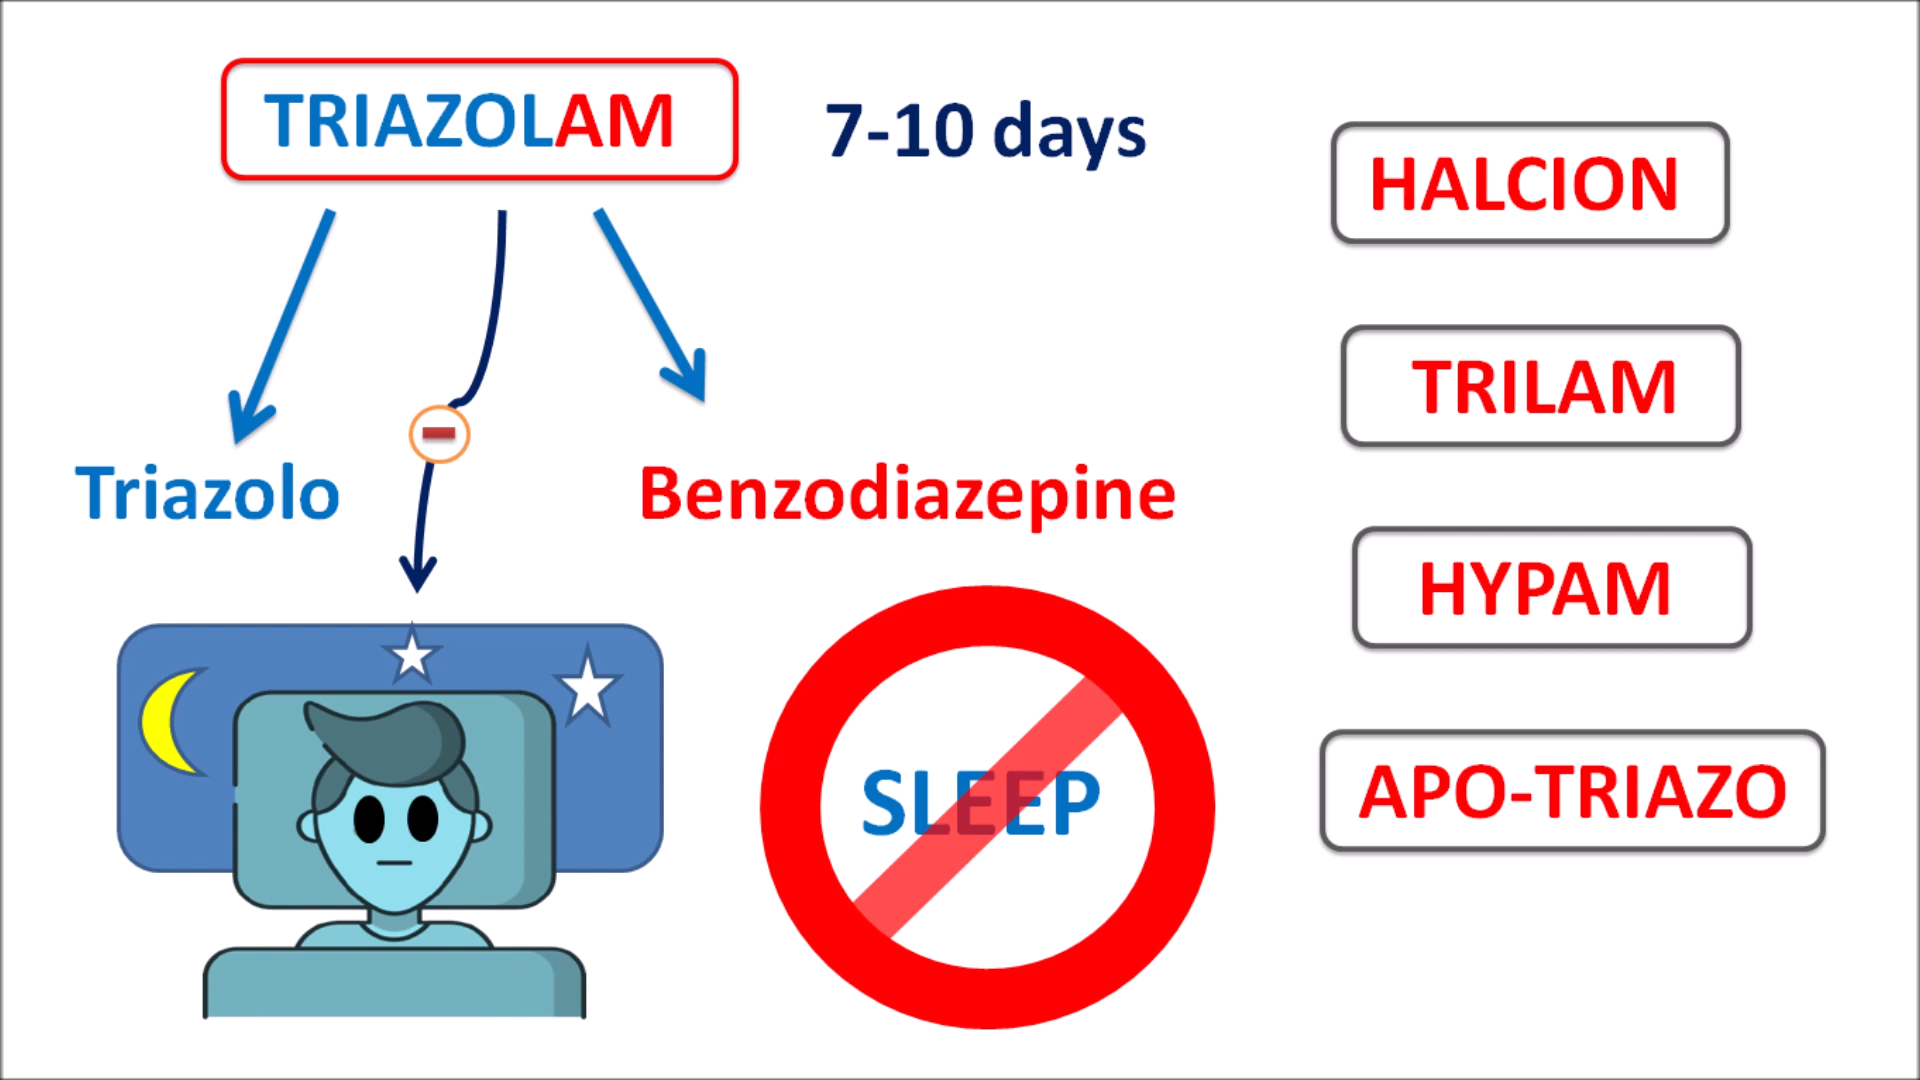 TRIAZOLAM
7-10 days
Triazolo
Benzodiazepine
SLEEP
HALCION
TRILAM
HYPAM
APO-TRIAZO